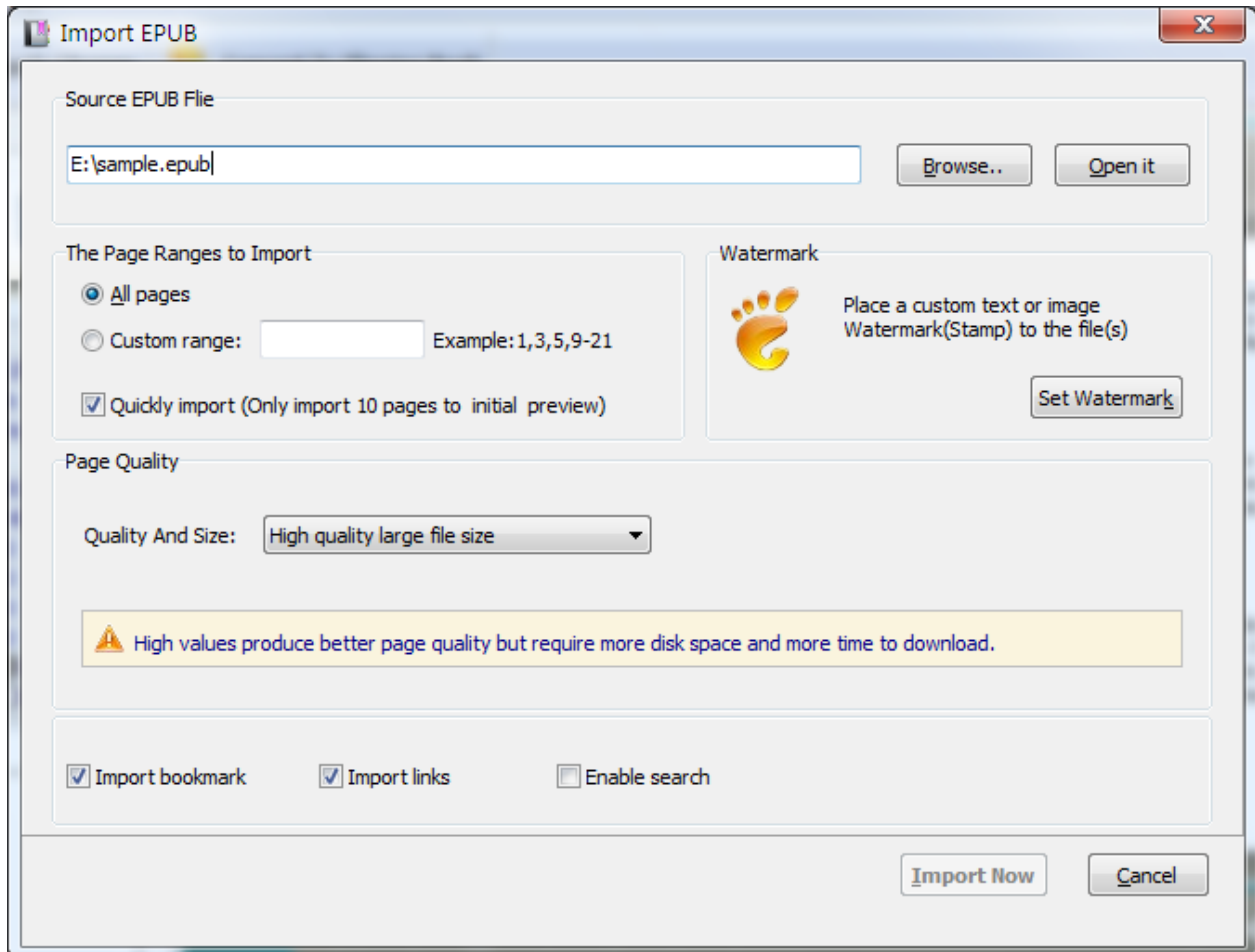 Import EPUB
Source EPUB Flie
E:\sample.epub
Browse..
Open it
The Page Ranges to Import
All pages
Custom range:
Example:1,3,5,9-21
Quickly import (Only import 10 pages to initial preview)
Watermark
Place a custom text or image
Watermark(Stamp) to the file(s)
Set Watermark
Page Quality
Quality And Size:
High quality large file size
High values produce better page quality but require more disk space and more time to download.
Import bookmark
Import links
Enable search
Import Now
Cancel